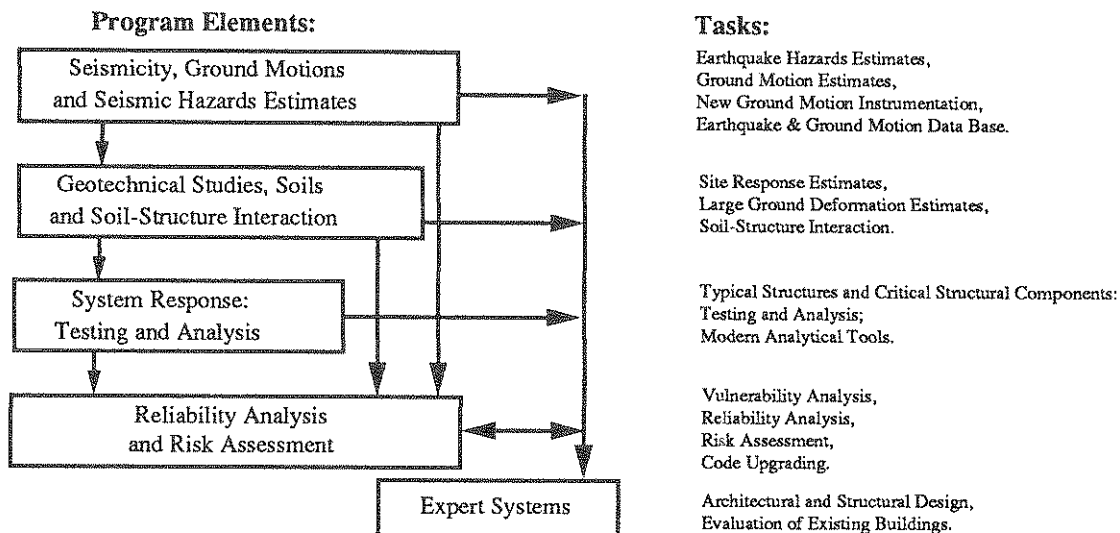 Program Elements:
Seismicity, Ground Motions
and Seismic Hazards Estimates
Geotechnical Studies, Soils
and Soil-Structure Interaction
System Response:
Testing and Analysis
Reliability Analysis
and Risk Assessment
Expert Systems
Tasks:
Earthquake Hazards Estimates,
Ground Motion Estimates,
New Ground Motion Instrumentation,
Earthquake & Ground Motion Data Base.
Site Response Estimates,
Large Ground Deformation Estimates,
Soil-Structure Interaction.
Typical Structures and Critical Structural Components:
Testing and Analysis;
Modern Analytical Tools.
Vulnerability Analysis,
Reliability Analysis,
Risk Assessment,
Code Upgrading.
Architectural and Structural Design,
Evaluation of Existing Buildings.